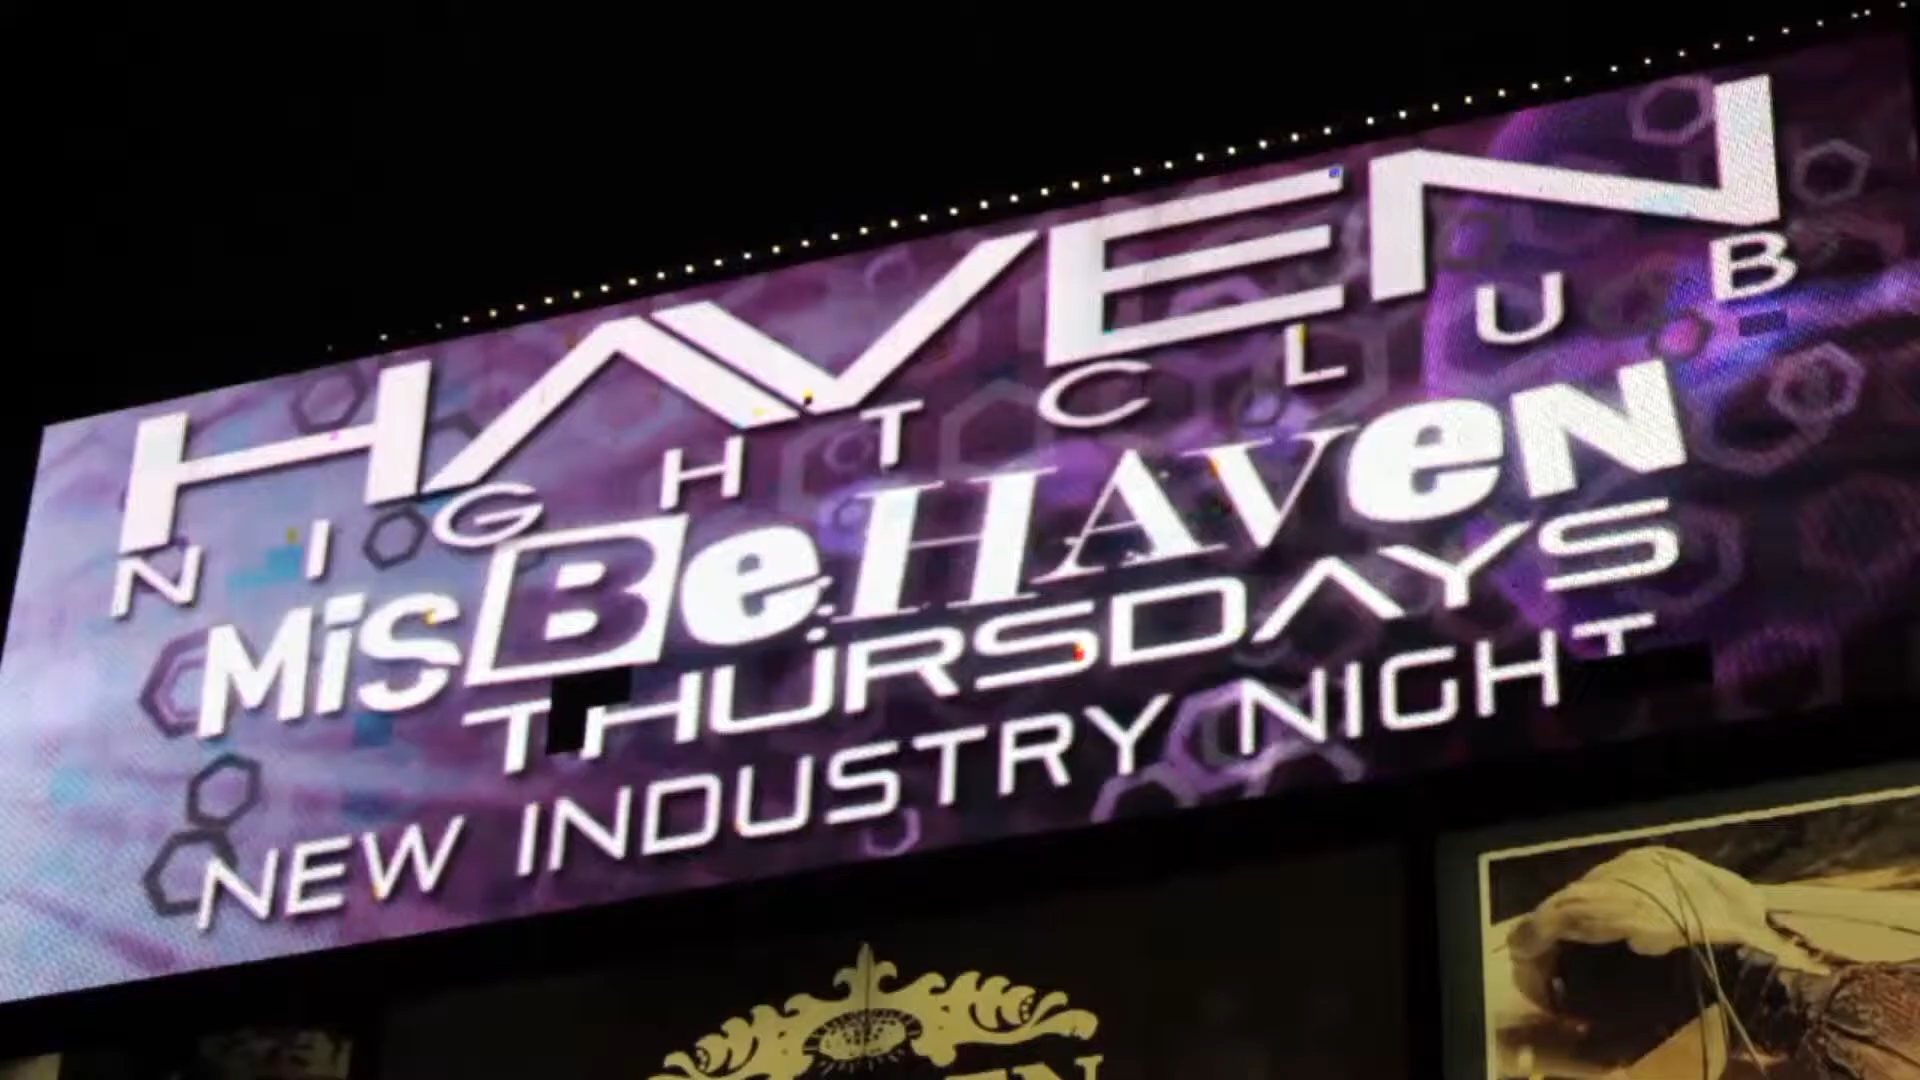 HAVEN
NIGHTCLUB
MiSBeHAVeN
THURSDAYS
NEW INDUSTRY NIGHT